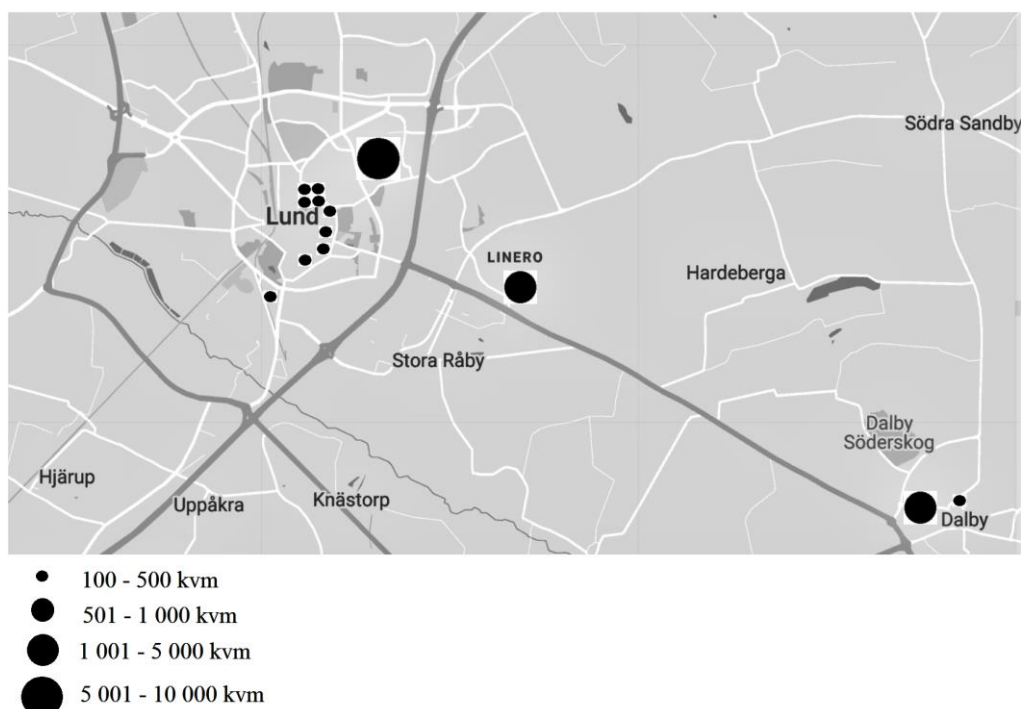 Södra Sandby
Lund
LINERO
Hardeberga
Stora Råby
Dalby
Söderskog
Hjärup
Uppåkra
Knästorp
Dalby
100 - 500 kvm
501 - 1 000 kvm
1 001 - 5 000 kvm
5 001 - 10 000 kvm